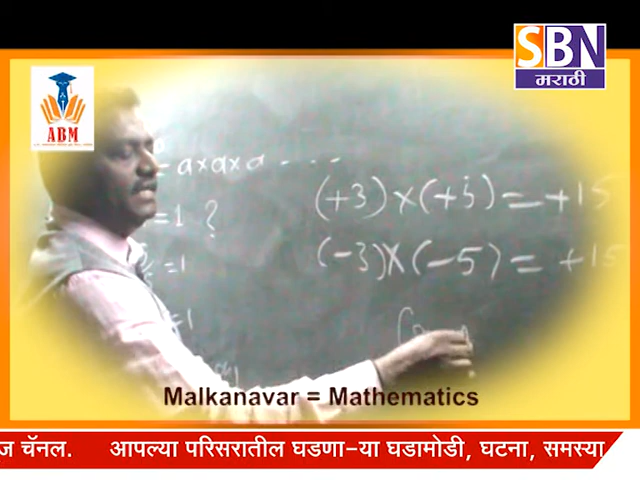 SBN
मराठी
ABM
= a×a×a ....
=1 ?
=1
(+3)×(+5)=+15
(-3)×(-5)=+15
Malkanavar = Mathematics
ज चॅनल. आपल्या परिसरातील घडणा-या घडामोडी, घटना, समस्या